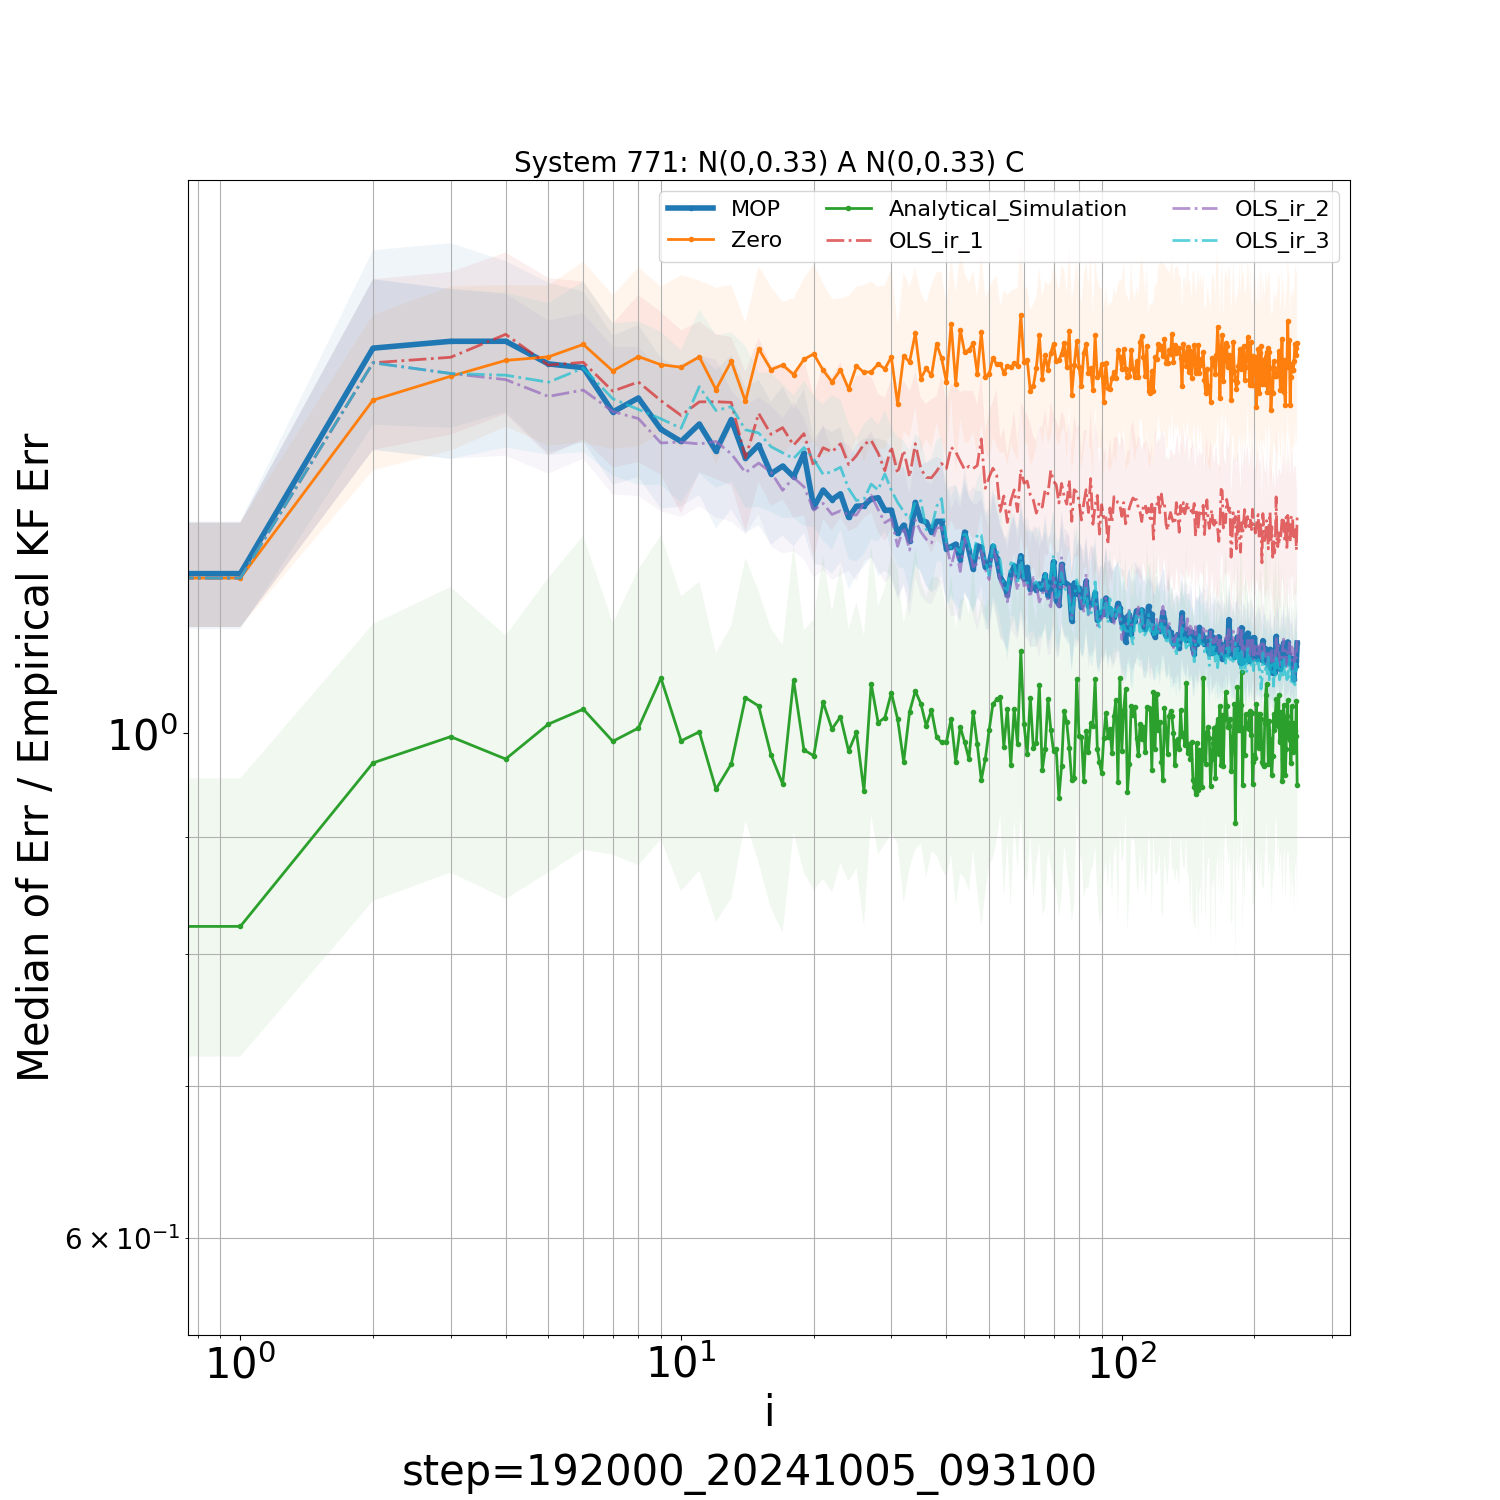 System 771: N(0,0.33) A N(0,0.33) C
MOP
Zero
Analytical_Simulation
OLS_ir_1
OLS_ir_2
OLS_ir_3
Median of Err / Empirical KF Err
10⁰
6 × 10⁻¹
10⁰
10¹
10²
i
step=192000_20241005_093100